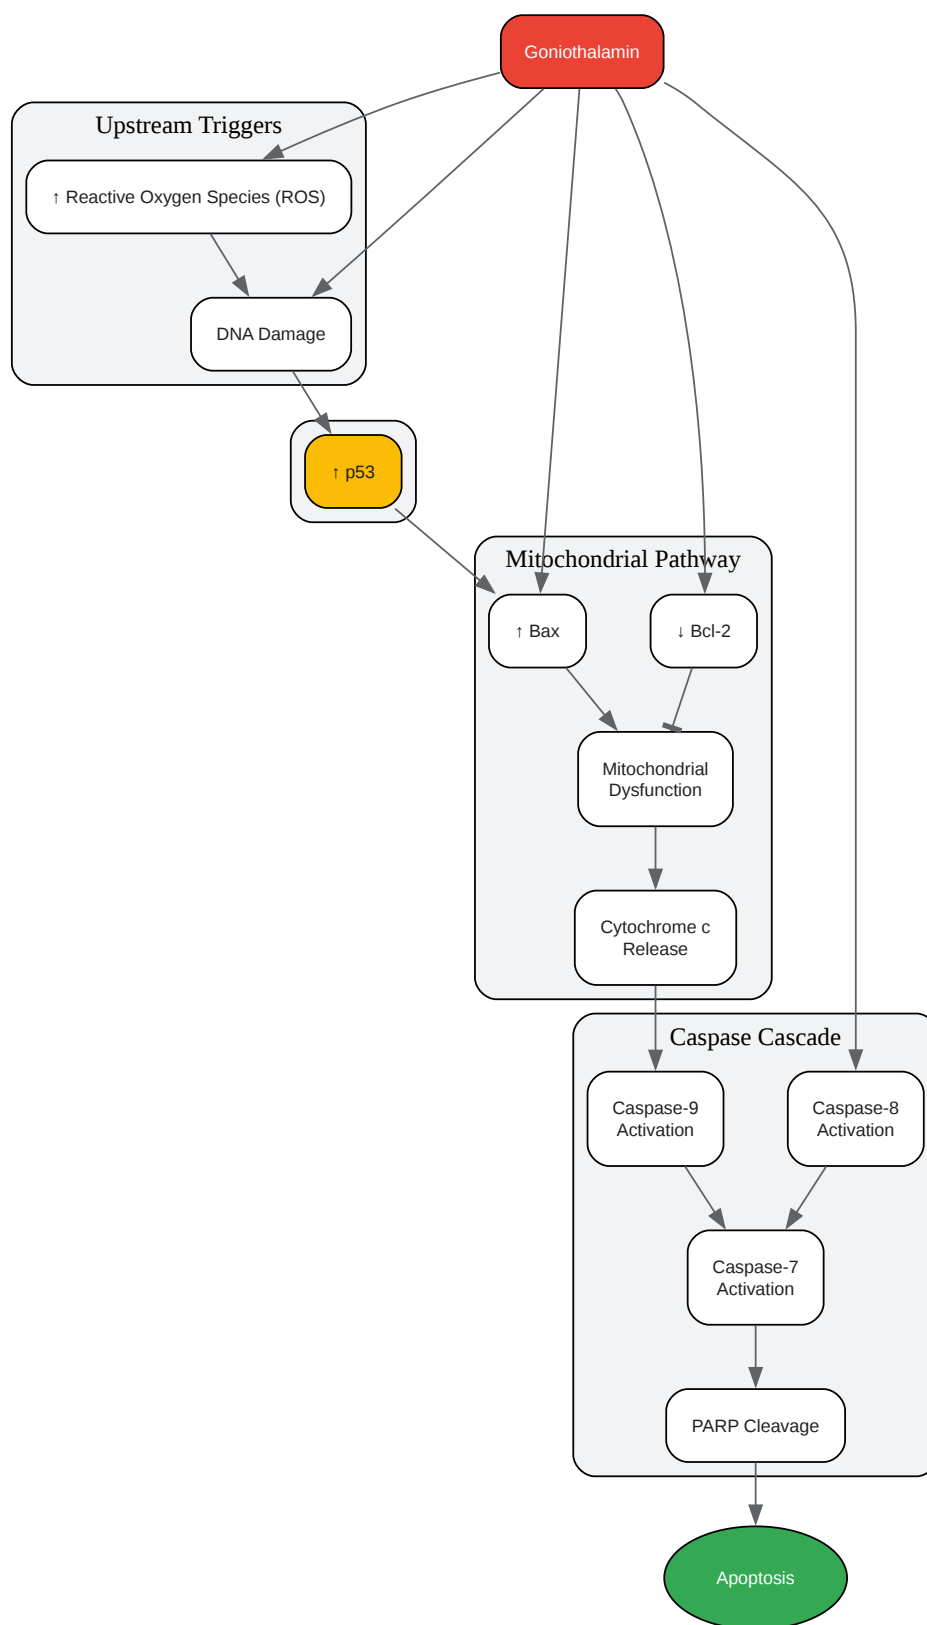 Goniothalamin
Upstream Triggers
↑ Reactive Oxygen Species (ROS)
DNA Damage
↑ p53
Mitochondrial Pathway
↑ Bax
↓ Bcl-2
Mitochondrial
Dysfunction
Cytochrome c
Release
Caspase Cascade
Caspase-9
Activation
Caspase-8
Activation
Caspase-7
Activation
PARP Cleavage
Apoptosis